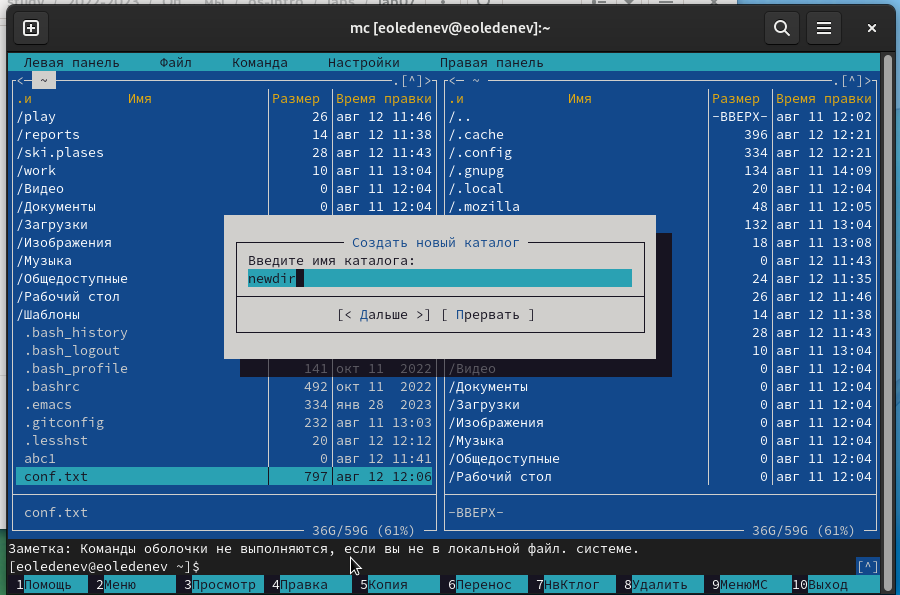 mc [eoledenev@eoledenev]:~
Левая панель Файл Команда Настройки Правая панель
<─ ~ .[^]>
.и Имя Размер Время правки
/play 26 авг 12 11:46
/reports 14 авг 12 11:38
/ski.plases 28 авг 12 11:43
/work 10 авг 11 13:04
/Видео 0 авг 11 12:04
/Документы 0 авг 11 12:04
/Загрузки
/Изображения
/Музыка
/Общедоступные
/Рабочий стол
/Шаблоны
.bash_history
.bash_logout
.bash_profile 141 окт 11 2022
.bashrc 492 окт 11 2022
.emacs 334 янв 28 2023
.gitconfig 232 авг 11 13:03
.lesshst 20 авг 12 12:12
abc1 0 авг 12 11:41
conf.txt 797 авг 12 12:06
conf.txt
36G/59G (61%)
<─ ~ .[^]>
.и Имя Размер Время правки
/.. -ВВЕРХ- авг 11 12:02
/.cache 396 авг 12 12:21
/.config 334 авг 12 12:21
/.gnupg 134 авг 11 14:09
/.local 20 авг 11 12:04
/.mozilla 48 авг 11 12:05
132 авг 11 13:04
18 авг 11 13:08
0 авг 11 11:43
24 авг 11 11:35
26 авг 12 11:46
14 авг 12 11:38
28 авг 12 11:43
10 авг 11 13:04
/Видео 0 авг 11 12:04
/Документы 0 авг 11 12:04
/Загрузки 0 авг 11 12:04
/Изображения 0 авг 11 12:04
/Музыка 0 авг 11 12:04
/Общедоступные 0 авг 11 12:04
/Рабочий стол 0 авг 11 12:04
-ВВЕРХ-
36G/59G (61%)
Создать новый каталог
Введите имя каталога:
newdir
[< Дальше >] [ Прервать ]
Заметка: Команды оболочки не выполняются, если вы не в локальной файл. системе.
[eoledenev@eoledenev ~]$ [^]
1Помощь 2Меню 3Просмотр 4Правка 5Копия 6Перенос 7НвКтлог 8Удалить 9МенюМС 10Выход